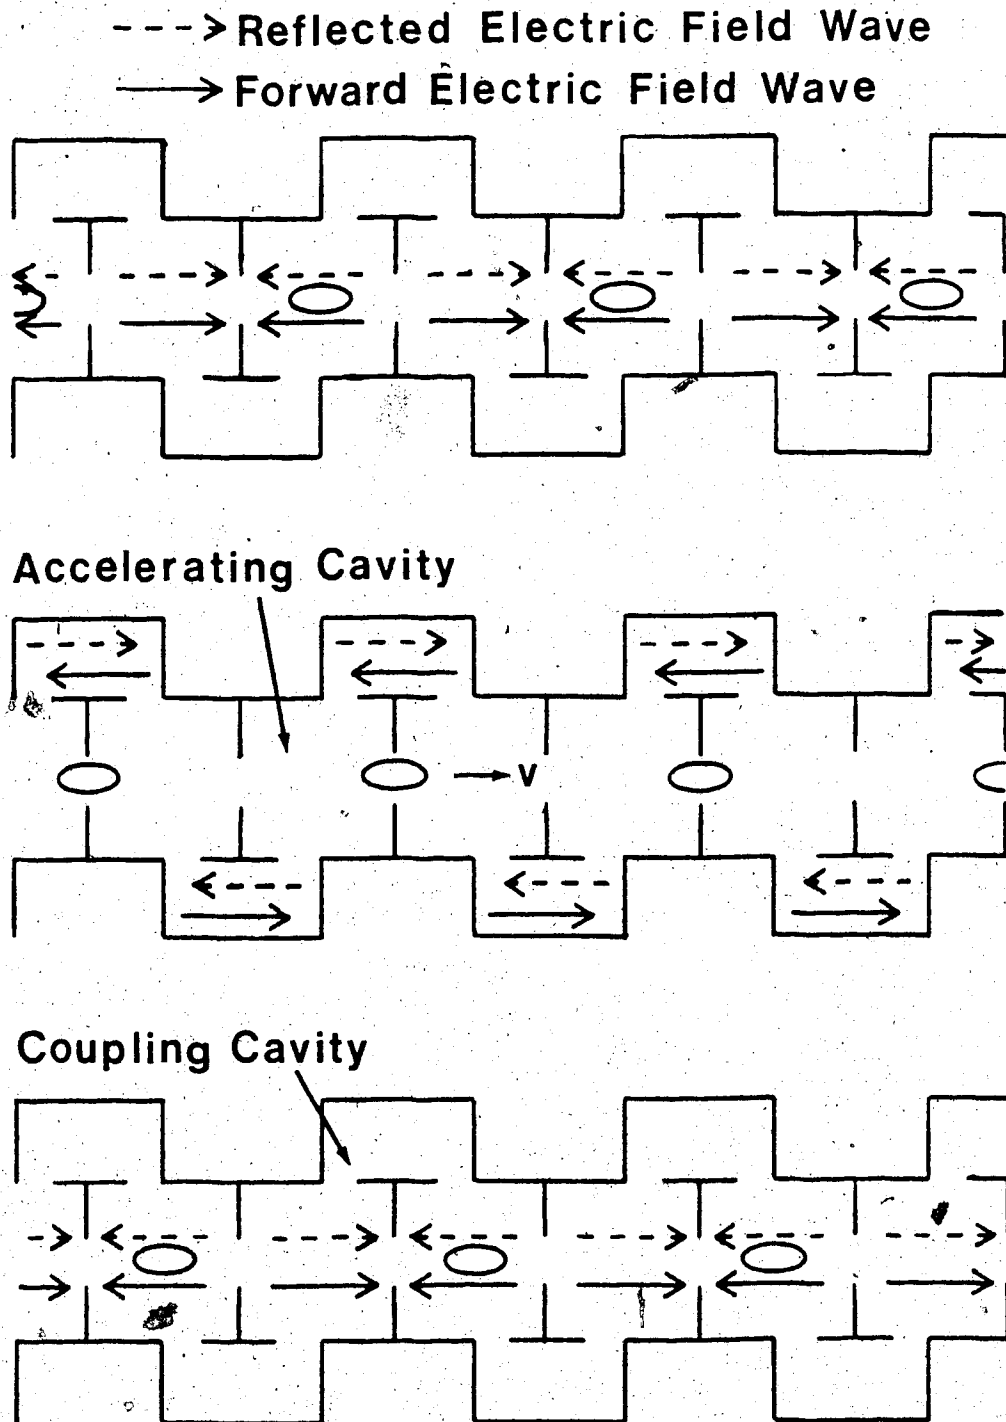 Reflected Electric Field Wave
Forward Electric Field Wave
Accelerating Cavity
V
Coupling Cavity